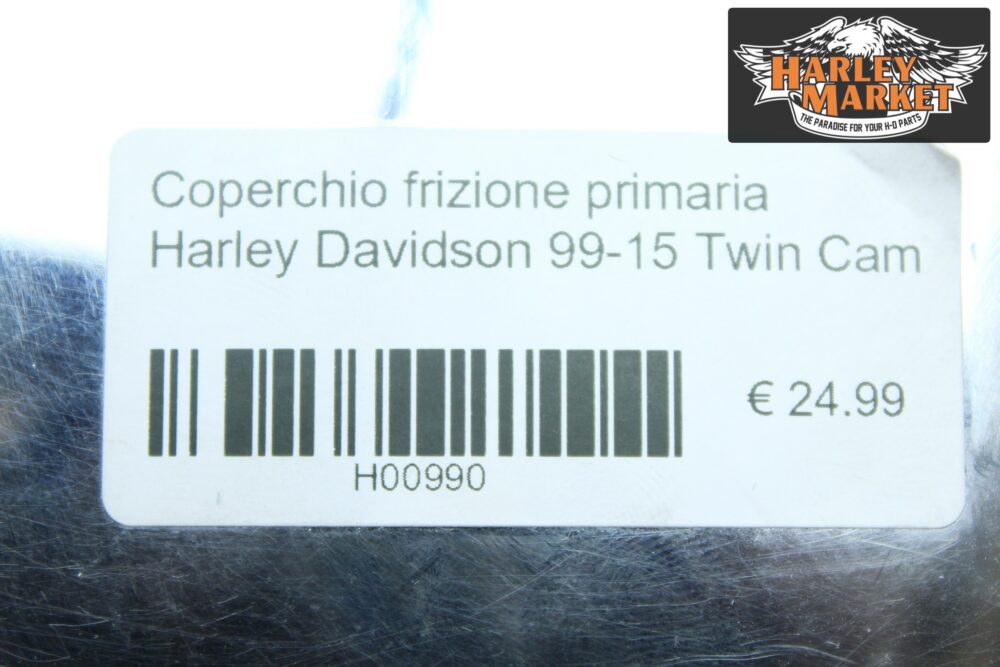 HARLEY
MARKET
THE PARADISE FOR YOUR H-D PARTS
Coperchio frizione primaria
Harley Davidson 99-15 Twin Cam
€ 24.99
H00990